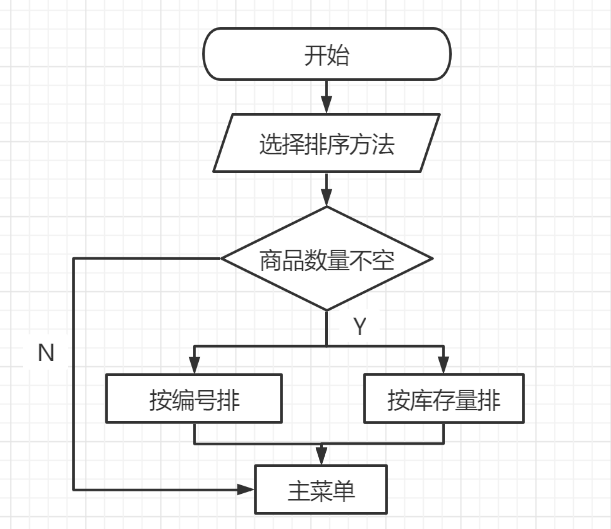 开始
选择排序方法
商品数量不空
Y
N
按编号排
按库存量排
主菜单